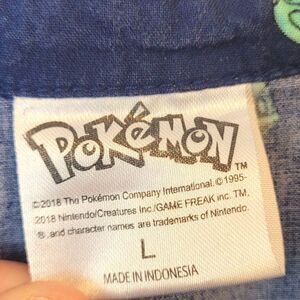 POKéMON™
©2018 The Pokémon Company International. ©1995-
2018 Nintendo/Creatures Inc./GAME FREAK inc. TM,
® ,and character names are trademarks of Nintendo.
L
MADE IN INDONESIA